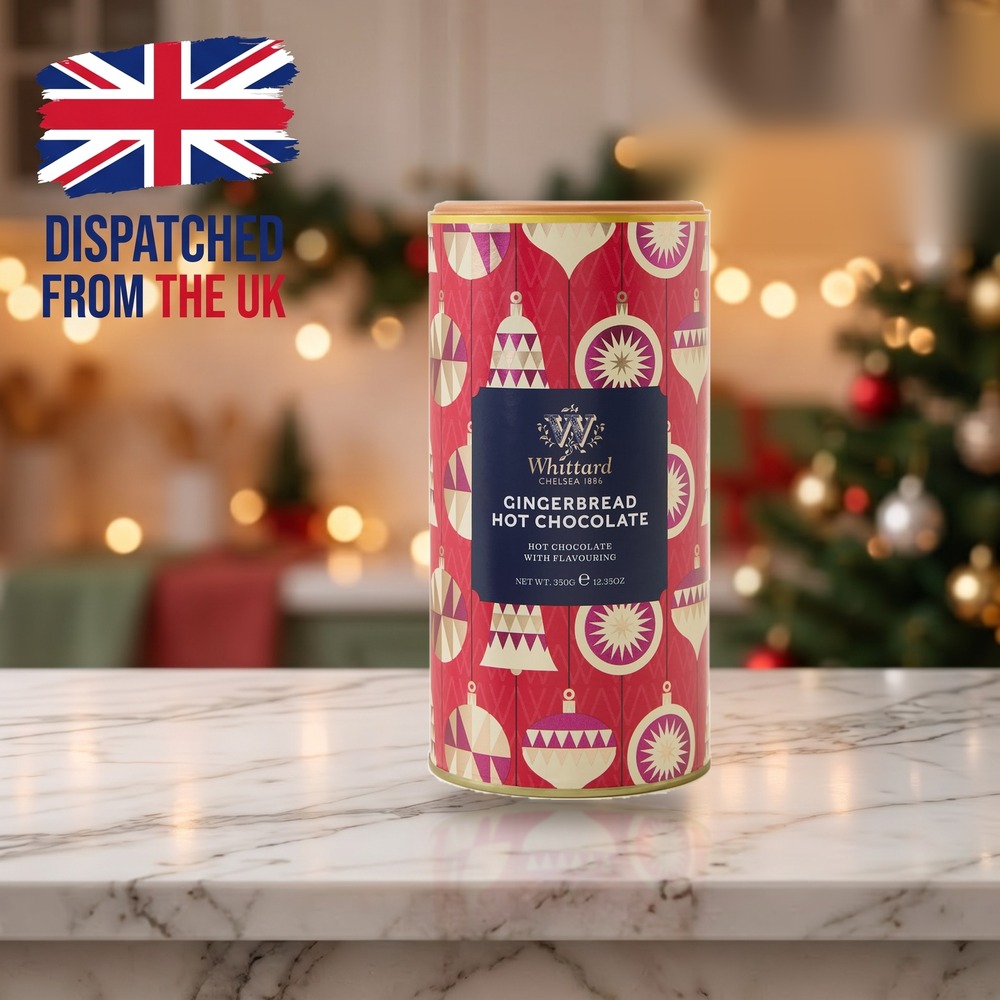 DISPATCHED
FROM THE UK
W
Whittard
CHELSEA 1886
GINGERBREAD
HOT CHOCOLATE
HOT CHOCOLATE
WITH FLAVOURING
NET WT. 350G ℮ 12.35OZ